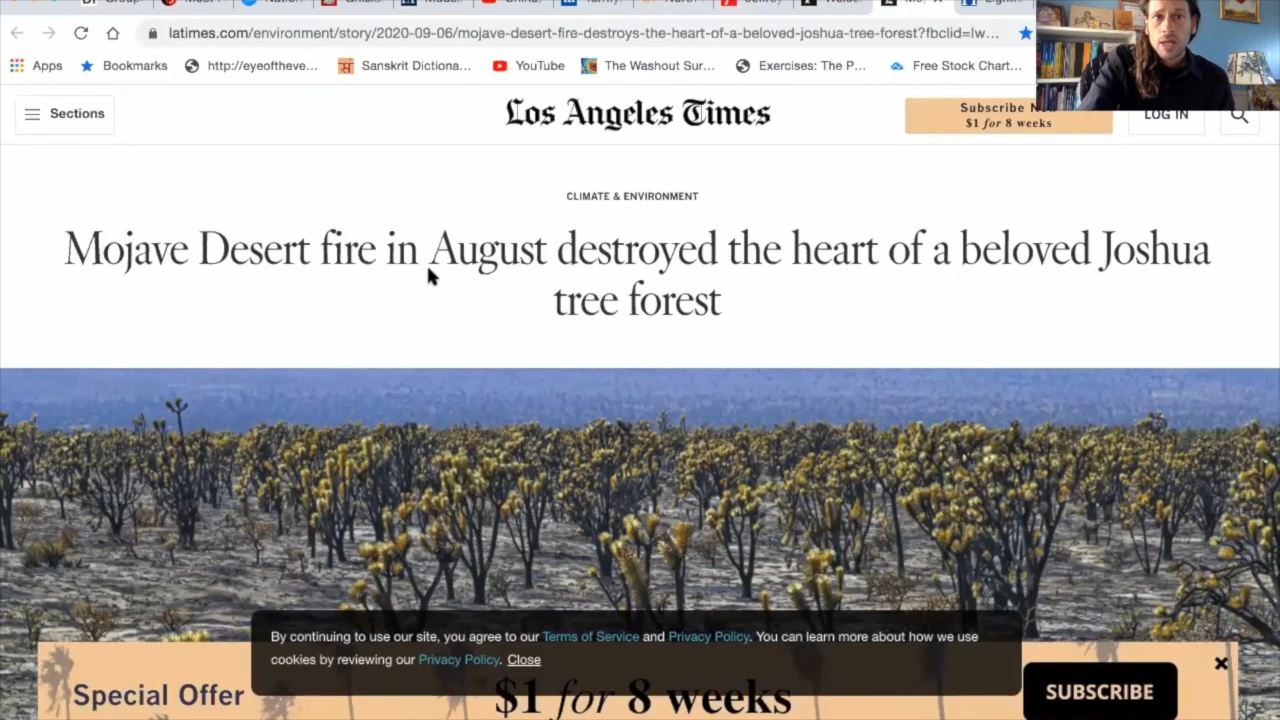 latimes.com/environment/story/2020-09-06/mojave-desert-fire-destroys-the-heart-of-a-beloved-joshua-tree-forest?fbclid=lw...
Apps Bookmarks http://eyeoftheve... Sanskrit Dictiona... YouTube The Washout Sur... Exercises: The P... Free Stock Chart...
Sections
Los Angeles Times
Subscribe
$1 for 8 weeks
LOG IN
CLIMATE & ENVIRONMENT
Mojave Desert fire in August destroyed the heart of a beloved Joshua
tree forest
By continuing to use our site, you agree to our Terms of Service and Privacy Policy. You can learn more about how we use
cookies by reviewing our Privacy Policy. Close
Special Offer
$1 for 8 weeks
SUBSCRIBE